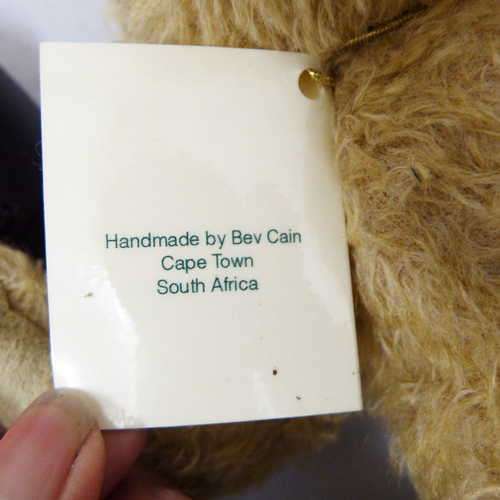 Handmade by Bev Cain
Cape Town
South Africa